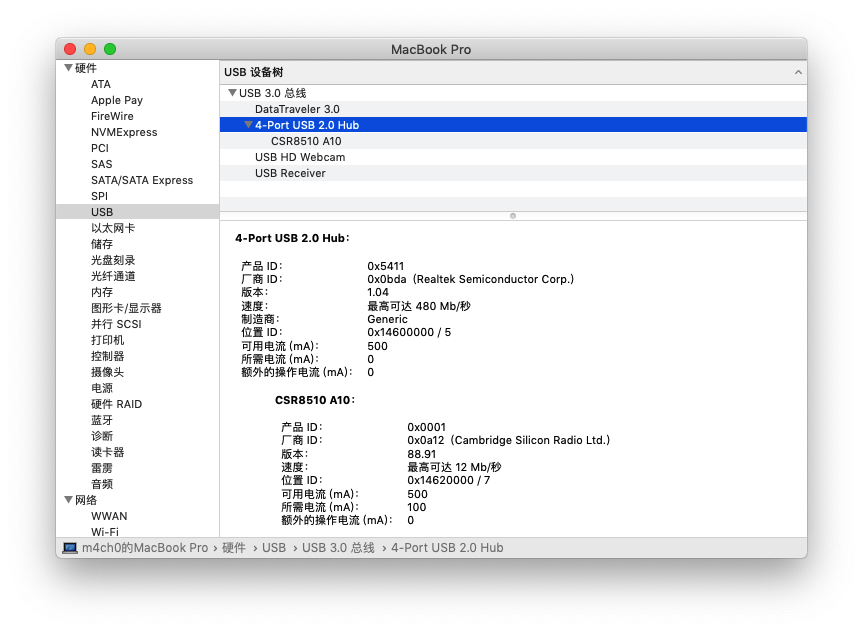 MacBook Pro
硬件
ATA
Apple Pay
FireWire
NVMExpress
PCI
SAS
SATA/SATA Express
SPI
USB
以太网卡
储存
光盘刻录
光纤通道
内存
图形卡/显示器
并行 SCSI
打印机
控制器
摄像头
电源
硬件 RAID
蓝牙
诊断
读卡器
雷雳
音频
网络
WWAN
Wi-Fi
USB 设备树
USB 3.0 总线
DataTraveler 3.0
4-Port USB 2.0 Hub
CSR8510 A10
USB HD Webcam
USB Receiver
4-Port USB 2.0 Hub：
产品 ID： 0x5411
厂商 ID： 0x0bda（Realtek Semiconductor Corp.）
版本： 1.04
速度： 最高可达 480 Mb/秒
制造商： Generic
位置 ID： 0x14600000 / 5
可用电流 (mA)： 500
所需电流 (mA)： 0
额外的操作电流 (mA)： 0
CSR8510 A10：
产品 ID： 0x0001
厂商 ID： 0x0a12（Cambridge Silicon Radio Ltd.）
版本： 88.91
速度： 最高可达 12 Mb/秒
位置 ID： 0x14620000 / 7
可用电流 (mA)： 500
所需电流 (mA)： 100
额外的操作电流 (mA)： 0
m4ch0的MacBook Pro › 硬件 › USB › USB 3.0 总线 › 4-Port USB 2.0 Hub